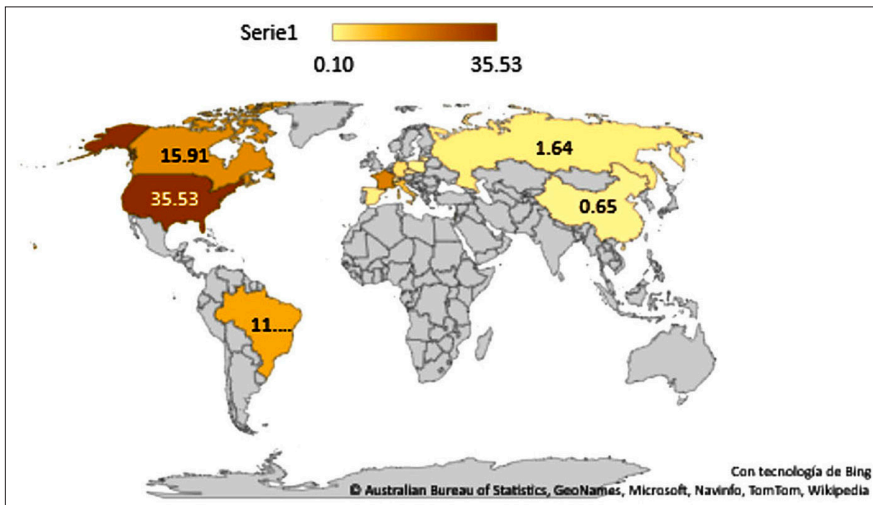 Serie1
0.10 35.53
15.91
35.53
1.64
0.65
11....
Con tecnología de Bing
© Australian Bureau of Statistics, GeoNames, Microsoft, Navinfo, TomTom, Wikipedia